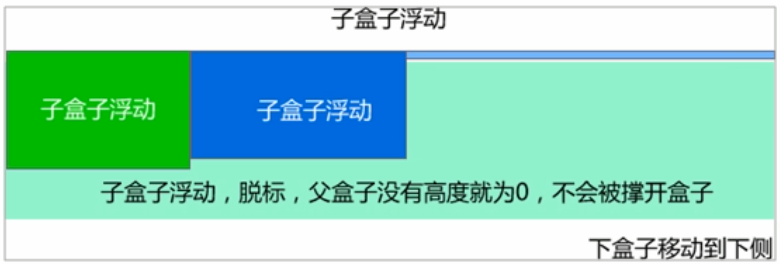 子盒子浮动
子盒子浮动
子盒子浮动
子盒子浮动，脱标，父盒子没有高度就为0，不会被撑开盒子
下盒子移动到下侧